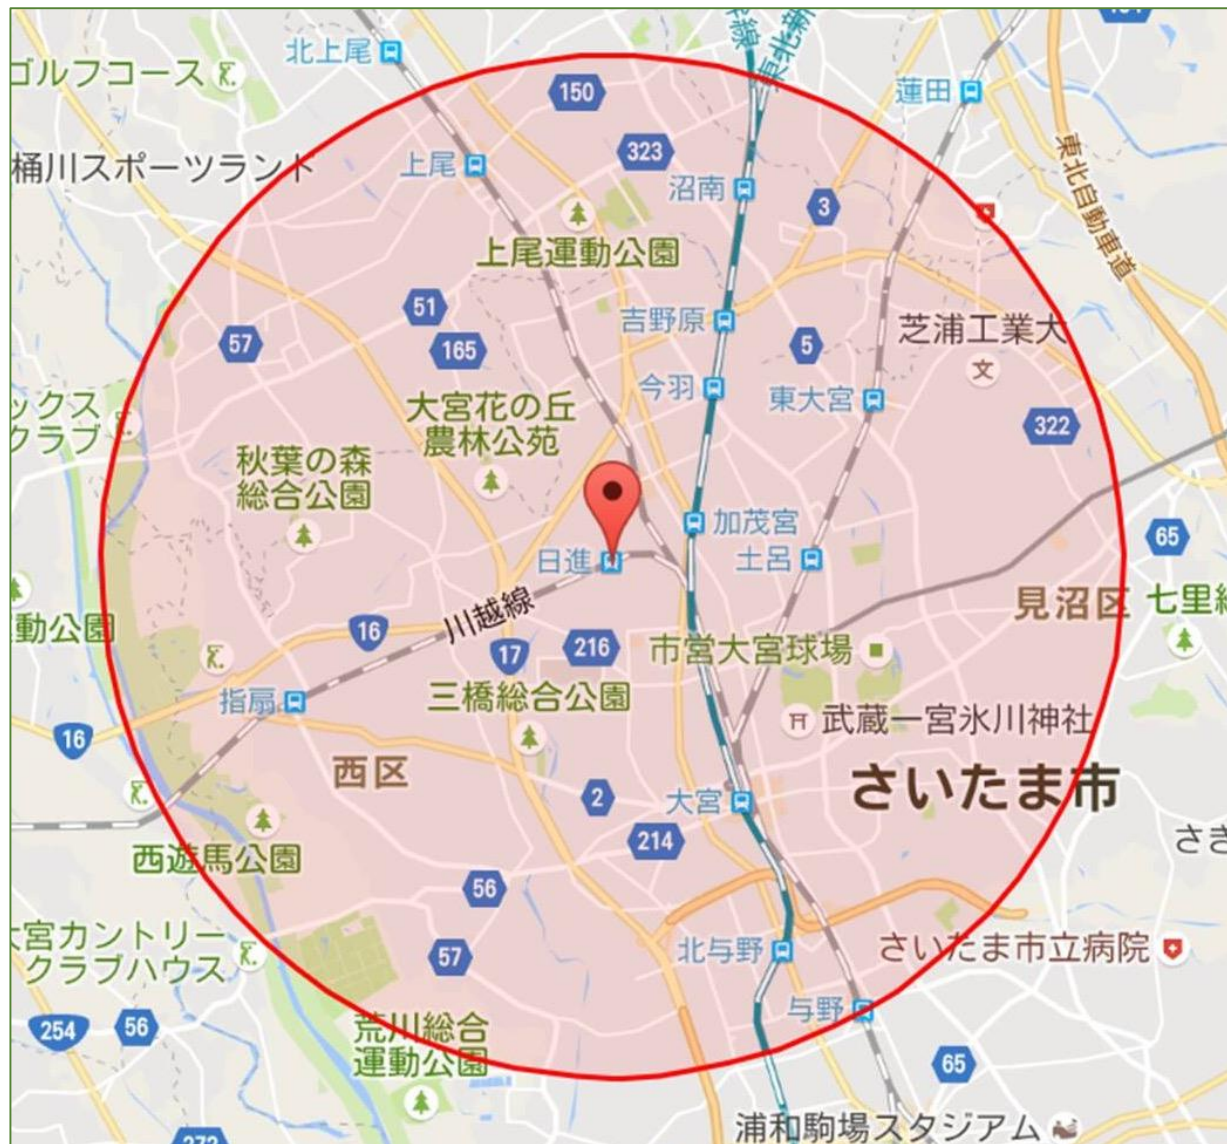 北上尾
ゴルフコース
150
東北新
蓮田
桶川スポーツランド
上尾
323
沼南
3
東北自動車道
上尾運動公園
51
57
165
吉野原
5
芝浦工業大
今羽
東大宮
ックス
クラブ
大宮花の丘
農林公苑
322
秋葉の森
総合公園
加茂宮
65
日進
土呂
見沼区
七里総
運動公園
川越線
16
17
216
市営大宮球場
指扇
三橋総合公園
武蔵一宮氷川神社
16
西区
さいたま市
2
大宮
214
さぎ
西遊馬公園
56
大宮カントリー
クラブハウス
57
北与野
さいたま市立病院
254
56
荒川総合
運動公園
与野
65
浦和駒場スタジアム